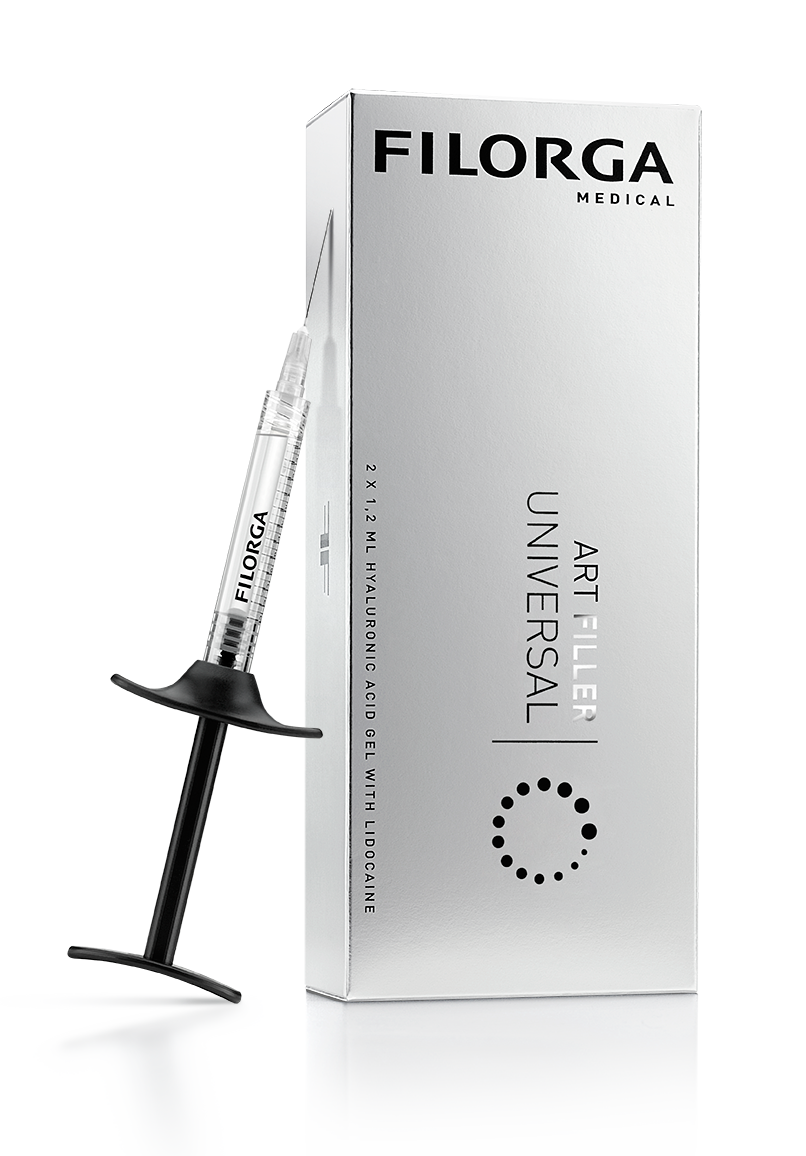 FILORGA
MEDICAL
ART FILLER
UNIVERSAL
2 X 1,2 ML HYALURONIC ACID GEL WITH LIDOCAINE
FILORGA